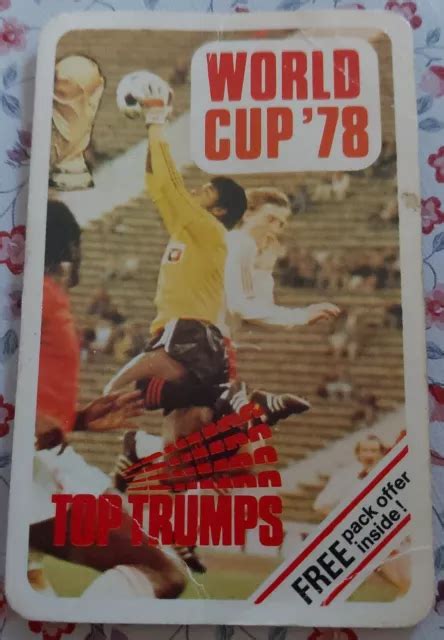 WORLD
CUP '78
TOP TRUMPS
FREE pack offer
inside!